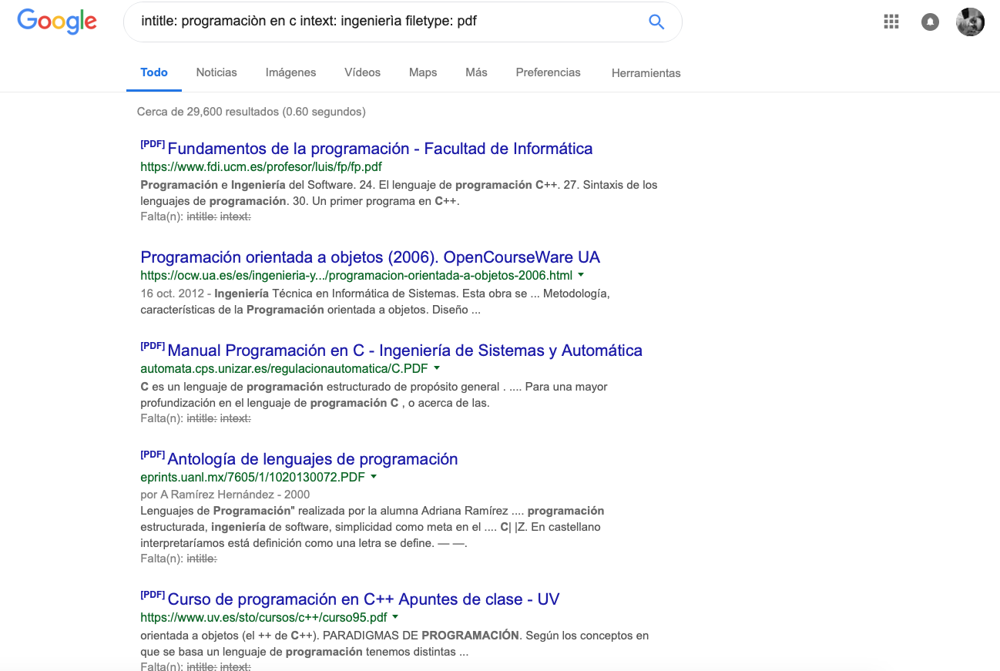 Google
intitle: programaciòn en c intext: ingenierìa filetype: pdf
Todo Noticias Imágenes Vídeos Maps Más Preferencias Herramientas
Cerca de 29,600 resultados (0.60 segundos)
[PDF] Fundamentos de la programación - Facultad de Informática
https://www.fdi.ucm.es/profesor/luis/fp/fp.pdf
Programación e Ingeniería del Software. 24. El lenguaje de programación C++. 27. Sintaxis de los
lenguajes de programación. 30. Un primer programa en C++.
Falta(n): intitle: intext:
Programación orientada a objetos (2006). OpenCourseWare UA
https://ocw.ua.es/es/ingenieria-y.../programacion-orientada-a-objetos-2006.html
16 oct. 2012 - Ingeniería Técnica en Informática de Sistemas. Esta obra se ... Metodología,
características de la Programación orientada a objetos. Diseño ...
[PDF] Manual Programación en C - Ingeniería de Sistemas y Automática
automata.cps.unizar.es/regulacionautomatica/C.PDF
C es un lenguaje de programación estructurado de propósito general . .... Para una mayor
profundización en el lenguaje de programación C , o acerca de las.
Falta(n): intitle: intext:
[PDF] Antología de lenguajes de programación
eprints.uanl.mx/7605/1/1020130072.PDF
por A Ramírez Hernández - 2000
Lenguajes de Programación" realizada por la alumna Adriana Ramírez .... programación
estructurada, ingeniería de software, simplicidad como meta en el .... C| |Z. En castellano
interpretaríamos está definición como una letra se define. — —.
Falta(n): intitle:
[PDF] Curso de programación en C++ Apuntes de clase - UV
https://www.uv.es/sto/cursos/c++/curso95.pdf
orientada a objetos (el ++ de C++). PARADIGMAS DE PROGRAMACIÓN. Según los conceptos en
que se basa un lenguaje de programación tenemos distintas ...
Falta(n): intitle: intext: